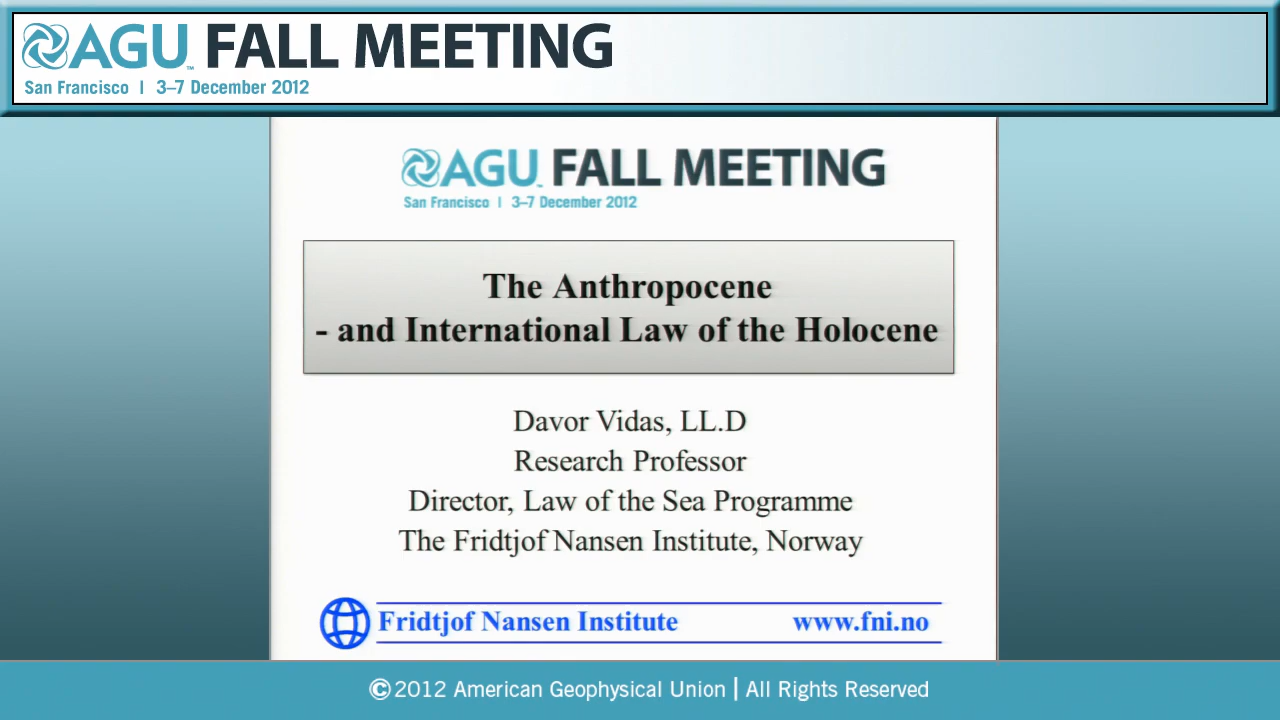 AGU™ FALL MEETING
San Francisco | 3–7 December 2012
AGU™ FALL MEETING
San Francisco | 3–7 December 2012
The Anthropocene
- and International Law of the Holocene
Davor Vidas, LL.D
Research Professor
Director, Law of the Sea Programme
The Fridtjof Nansen Institute, Norway
Fridtjof Nansen Institute www.fni.no
©2012 American Geophysical Union | All Rights Reserved